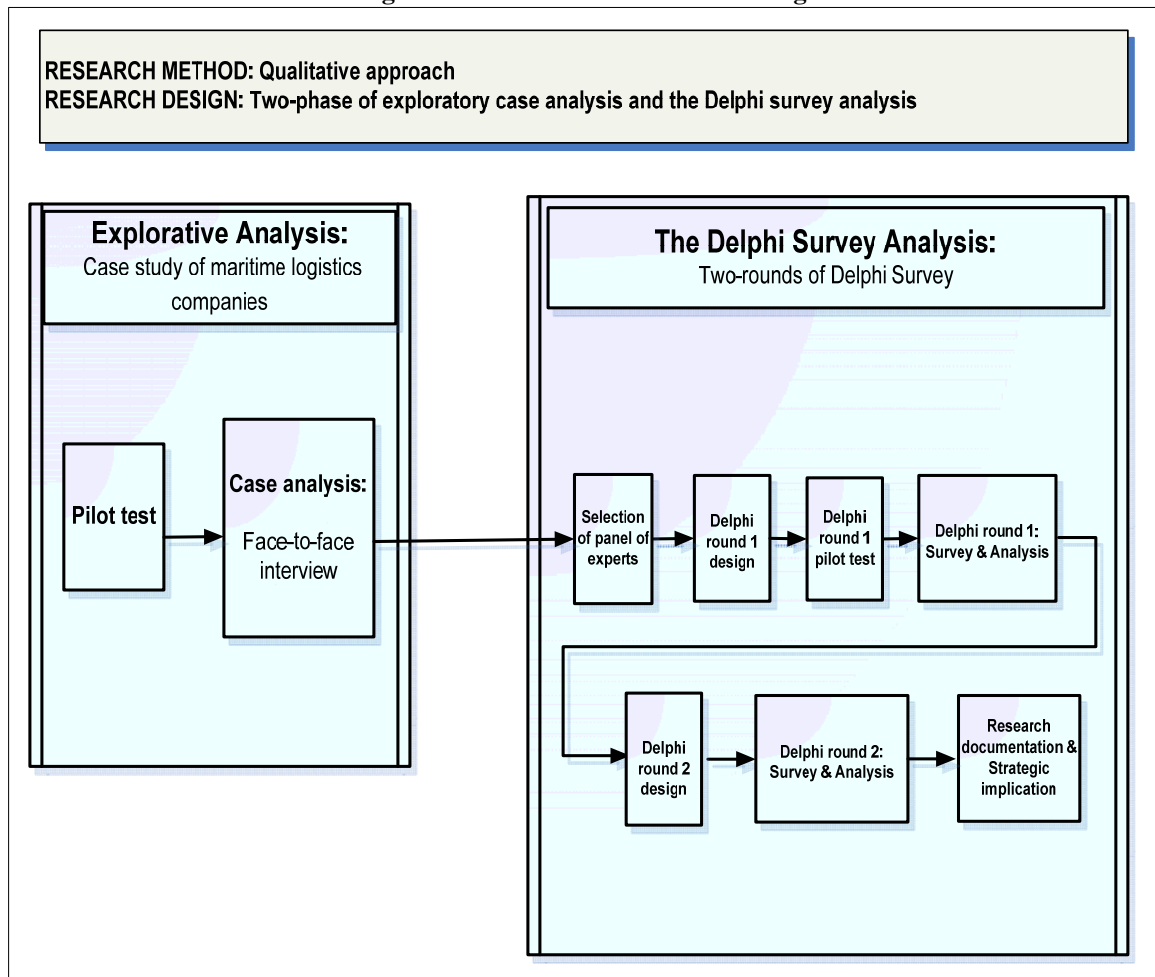 RESEARCH METHOD: Qualitative approach
RESEARCH DESIGN: Two-phase of exploratory case analysis and the Delphi survey analysis
Explorative Analysis:
Case study of maritime logistics
companies
Pilot test
Case analysis:
Face-to-face
interview
The Delphi Survey Analysis:
Two-rounds of Delphi Survey
Selection
of panel of
experts
Delphi
round 1
design
Delphi
round 1
pilot test
Delphi round 1:
Survey & Analysis
Delphi
round 2
design
Delphi round 2:
Survey & Analysis
Research
documentation &
Strategic
implication